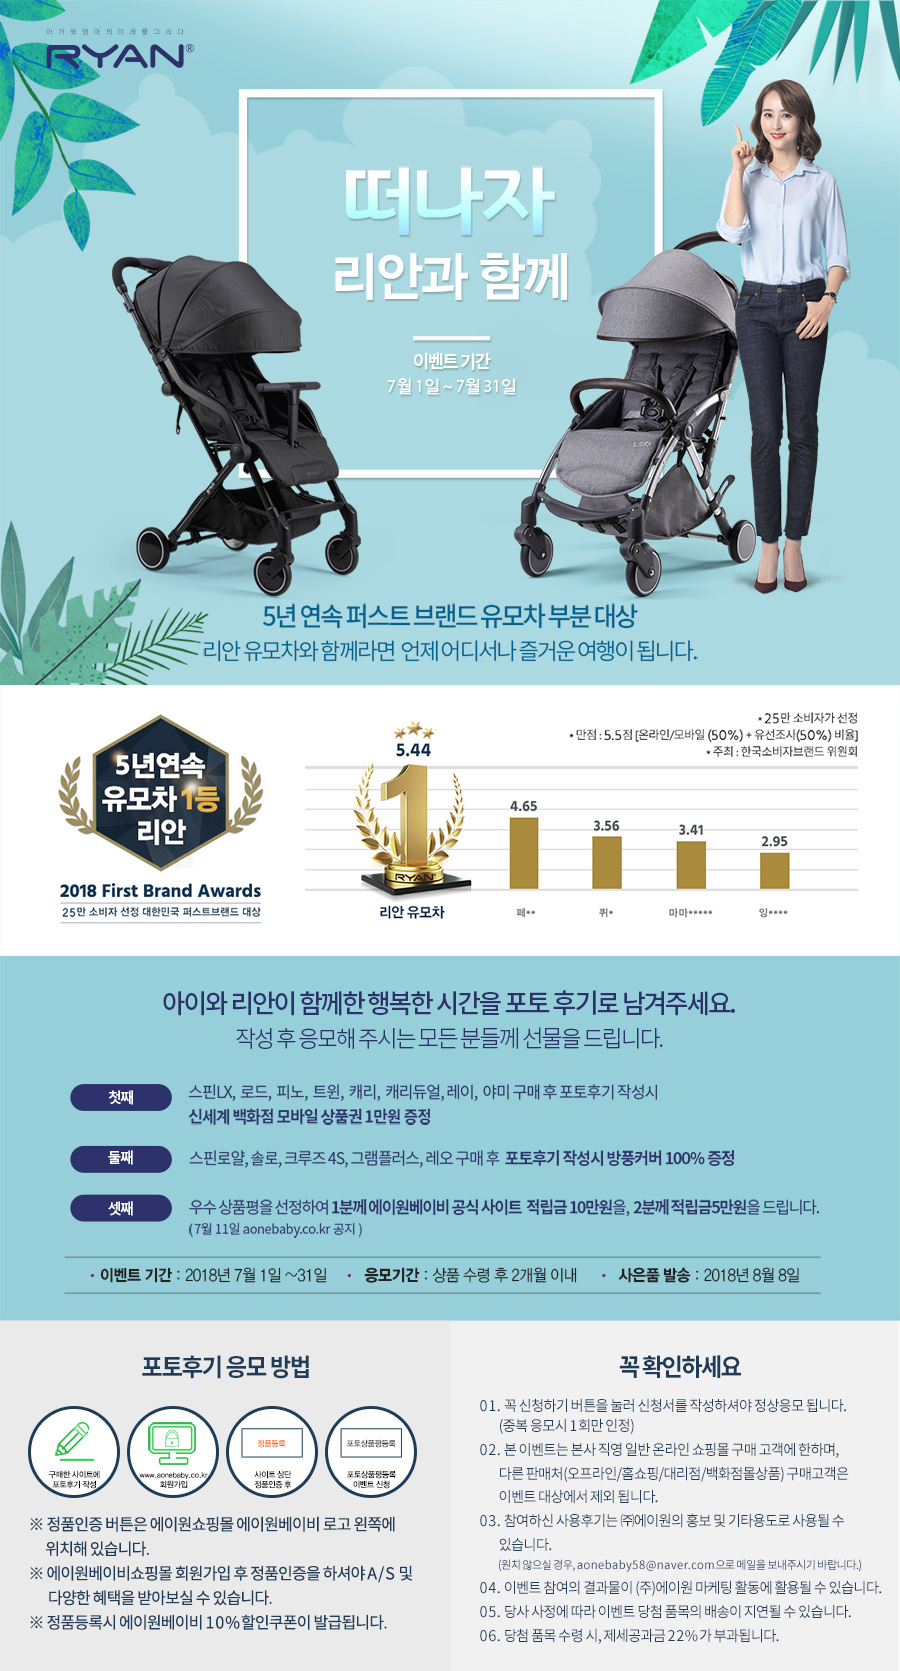 아가와엄마의미래를그리다
RYAN®
떠나자
리안과 함께
이벤트 기간
7월 1일 ~ 7월 31일
5년 연속 퍼스트 브랜드 유모차 부분 대상
리안 유모차와 함께라면 언제 어디서나 즐거운 여행이 됩니다.
5년연속
유모차 1등
리안
2018 First Brand Awards
25만 소비자 선정 대한민국 퍼스트브랜드 대상
* 25만 소비자가 선정
* 만점 : 5.5점 [온라인/모바일 (50%) + 유선조사(50%) 비율]
* 주최 : 한국소비자브랜드 위원회
5.44
1
RYAN
리안 유모차
4.65
페**
3.56
퀴*
3.41
마마*****
2.95
잉****
아이와 리안이 함께한 행복한 시간을 포토 후기로 남겨주세요.
작성 후 응모해 주시는 모든 분들께 선물을 드립니다.
첫째
스핀LX, 로드, 피노, 트윈, 캐리, 캐리듀얼, 레이, 야미 구매 후 포토후기 작성시
신세계 백화점 모바일 상품권 1만원 증정
둘째
스핀로얄, 솔로, 크루즈 4S, 그램플러스, 레오 구매 후 포토후기 작성시 방풍커버 100% 증정
셋째
우수 상품평을 선정하여 1분께 에이원베이비 공식 사이트 적립금 10만원을, 2분께 적립금5만원을 드립니다.
( 7월 11일 aonebaby.co.kr 공지 )
• 이벤트 기간 : 2018년 7월 1일 ~31일 • 응모기간 : 상품 수령 후 2개월 이내 • 사은품 발송 : 2018년 8월 8일
포토후기 응모 방법
구매한 사이트에
포토후기 작성
www.aonebaby.co.kr
회원가입
정품등록
사이트 상단
정품인증 후
포토상품평등록
포토상품평등록
이벤트 신청
※ 정품인증 버튼은 에이원쇼핑몰 에이원베이비 로고 왼쪽에
위치해 있습니다.
※ 에이원베이비쇼핑몰 회원가입 후 정품인증을 하셔야 A/S 및
다양한 혜택을 받아보실 수 있습니다.
※ 정품등록시 에이원베이비 10%할인쿠폰이 발급됩니다.
꼭 확인하세요
01. 꼭 신청하기 버튼을 눌러 신청서를 작성하셔야 정상응모 됩니다.
(중복 응모시 1회만 인정)
02. 본 이벤트는 본사 직영 일반 온라인 쇼핑몰 구매 고객에 한하며,
다른 판매처(오프라인/홈쇼핑/대리점/백화점몰상품) 구매고객은
이벤트 대상에서 제외 됩니다.
03. 참여하신 사용후기는 ㈜에이원의 홍보 및 기타용도로 사용될 수
있습니다.
(원치 않으실 경우, aonebaby58@naver.com으로 메일을 보내주시기 바랍니다.)
04. 이벤트 참여의 결과물이 (주)에이원 마케팅 활동에 활용될 수 있습니다.
05. 당사 사정에 따라 이벤트 당첨 품목의 배송이 지연될 수 있습니다.
06. 당첨 품목 수령 시, 제세공과금 22%가 부과됩니다.